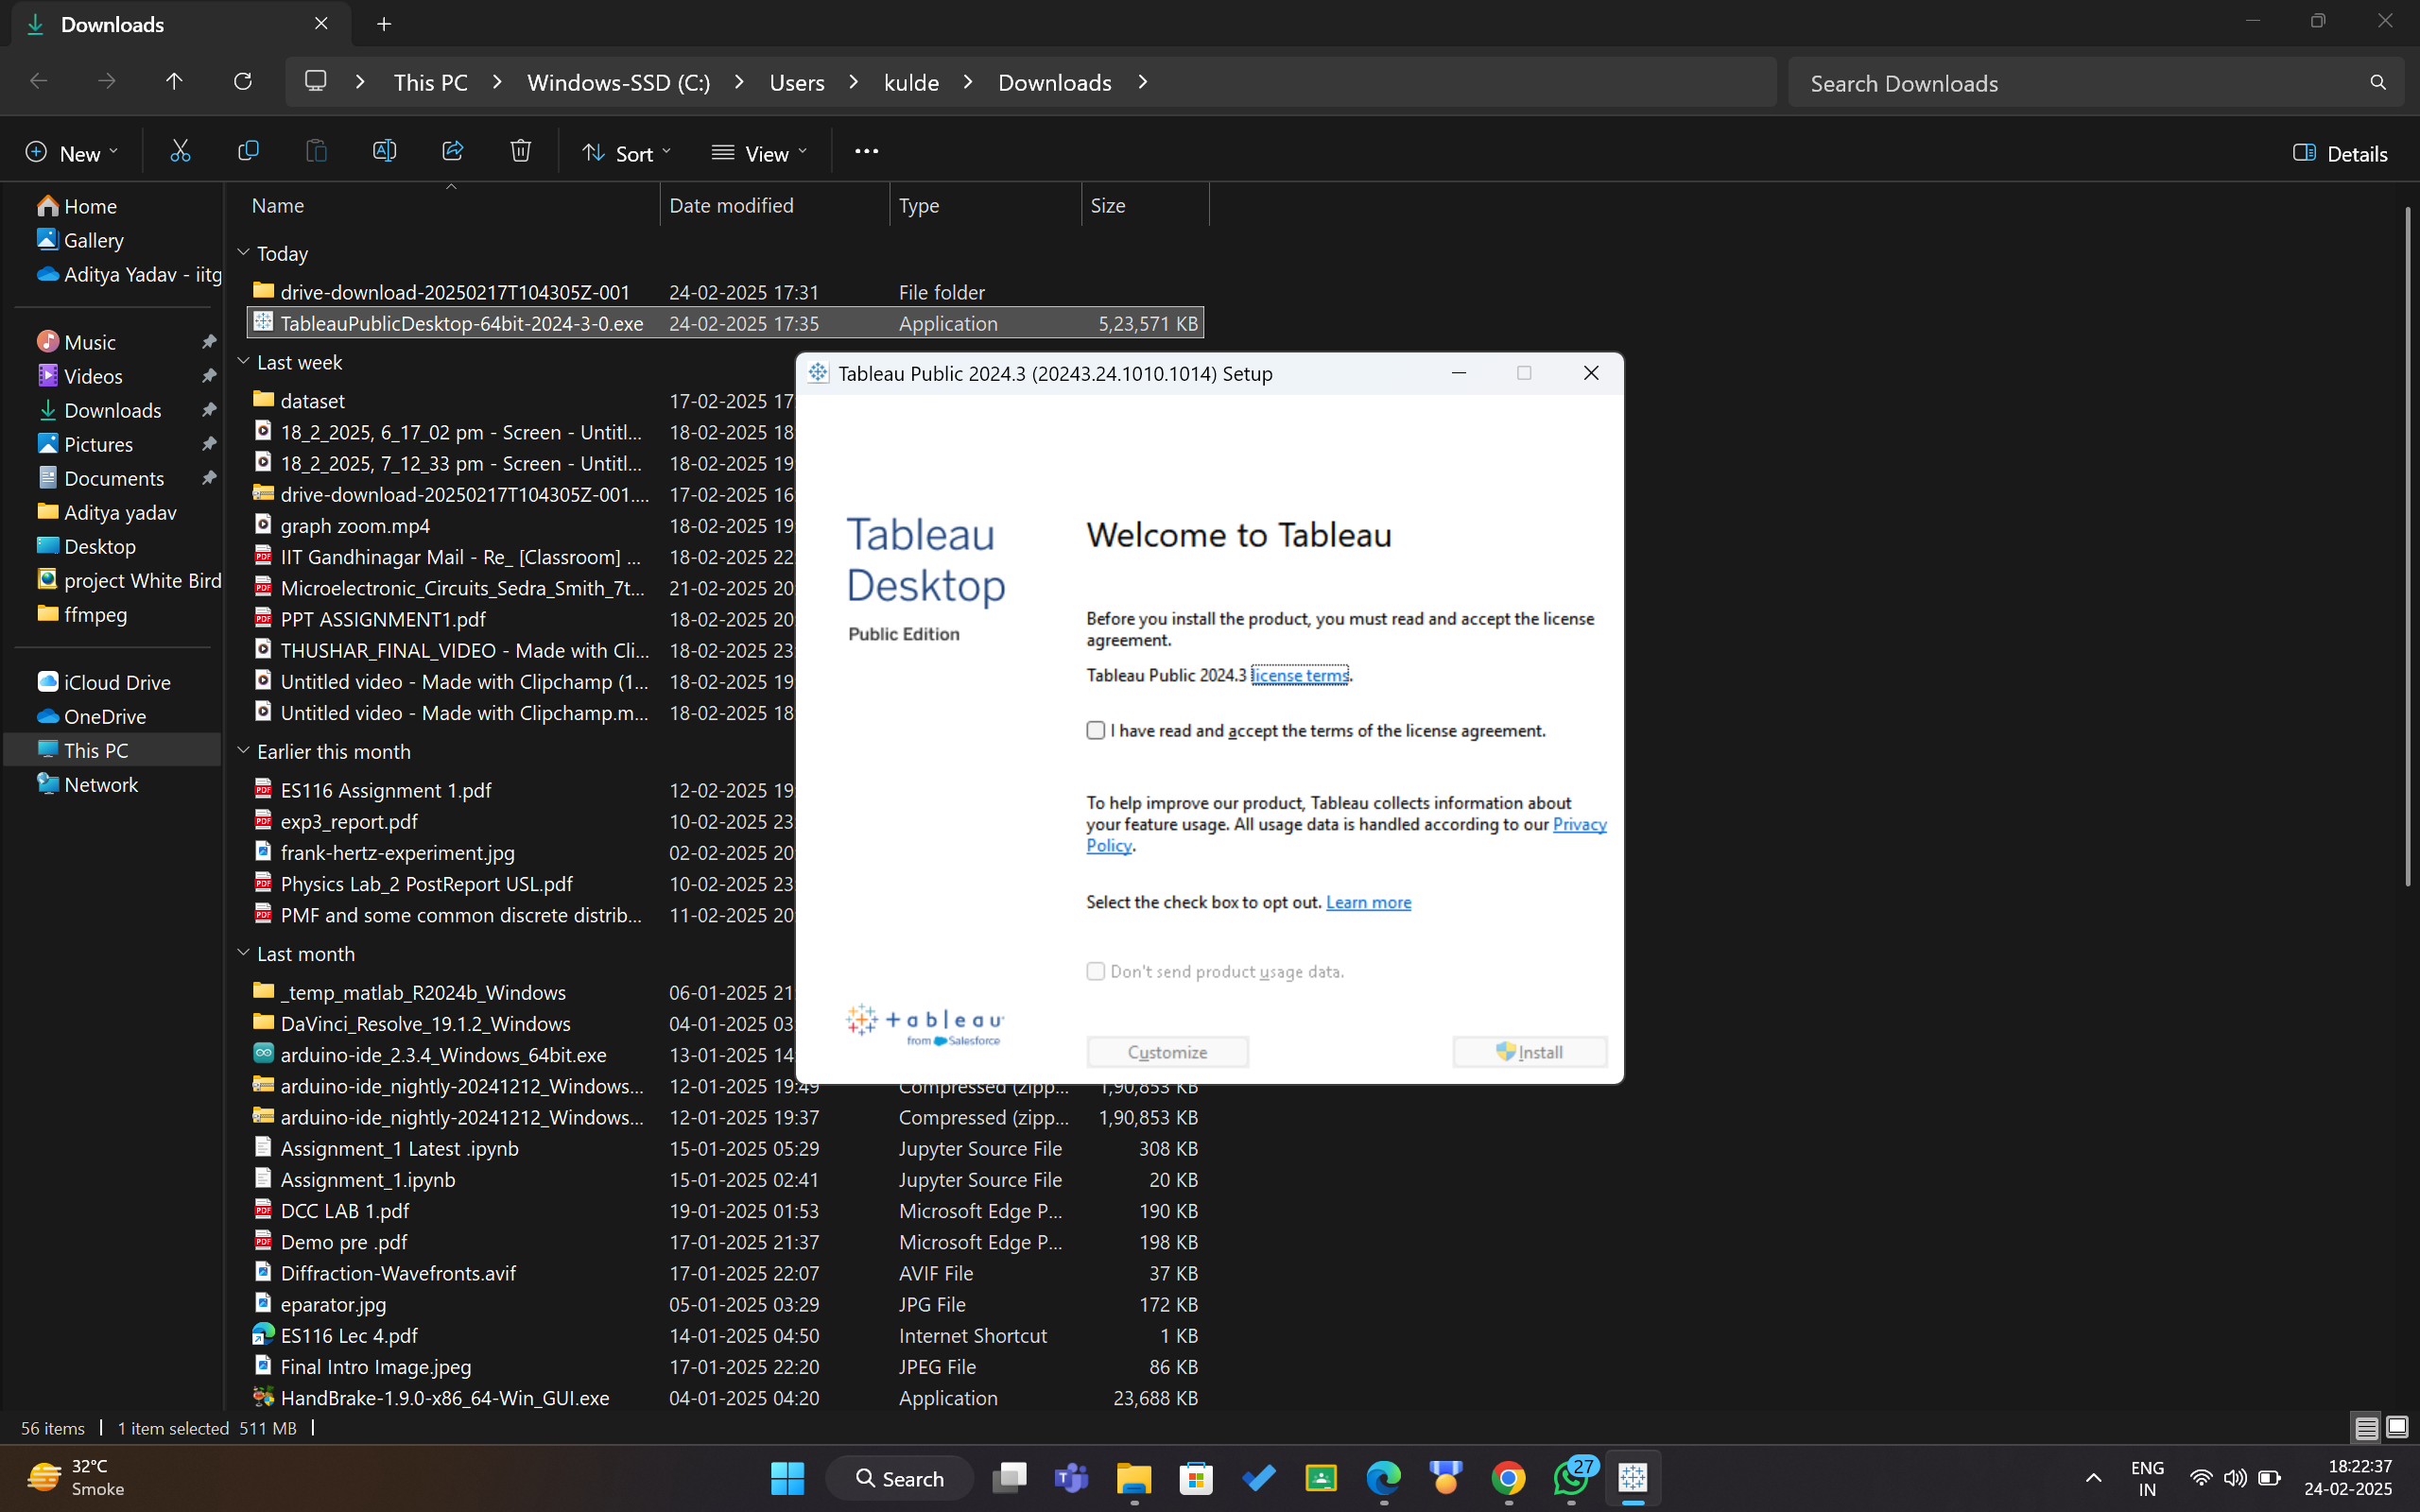 Downloads
This PC
Windows-SSD (C:)
Users
kulde
Downloads
Search Downloads
New
Sort
View
Details
Home
Gallery
Aditya Yadav - iitg
Music
Videos
Downloads
Pictures
Documents
Aditya yadav
Desktop
project White Bird
ffmpeg
iCloud Drive
OneDrive
This PC
Network
Name Date modified Type Size
Today
drive-download-20250217T104305Z-001 24-02-2025 17:31 File folder
TableauPublicDesktop-64bit-2024-3-0.exe 24-02-2025 17:35 Application 5,23,571 KB
Last week
dataset 17-02-2025 17
18_2_2025, 6_17_02 pm - Screen - Untitl... 18-02-2025 18
18_2_2025, 7_12_33 pm - Screen - Untitl... 18-02-2025 19
drive-download-20250217T104305Z-001.... 17-02-2025 16
graph zoom.mp4 18-02-2025 19
IIT Gandhinagar Mail - Re_ [Classroom] ... 18-02-2025 22
Microelectronic_Circuits_Sedra_Smith_7t... 21-02-2025 20
PPT ASSIGNMENT1.pdf 18-02-2025 20
THUSHAR_FINAL_VIDEO - Made with Cli... 18-02-2025 23
Untitled video - Made with Clipchamp (1... 18-02-2025 19
Untitled video - Made with Clipchamp.m... 18-02-2025 18
Earlier this month
ES116 Assignment 1.pdf 12-02-2025 19
exp3_report.pdf 10-02-2025 23
frank-hertz-experiment.jpg 02-02-2025 20
Physics Lab_2 PostReport USL.pdf 10-02-2025 23
PMF and some common discrete distrib... 11-02-2025 20
Last month
_temp_matlab_R2024b_Windows 06-01-2025 21
DaVinci_Resolve_19.1.2_Windows 04-01-2025 03
arduino-ide_2.3.4_Windows_64bit.exe 13-01-2025 14
arduino-ide_nightly-20241212_Windows... 12-01-2025 19:49 Compressed (zipp... 1,90,853 KB
arduino-ide_nightly-20241212_Windows... 12-01-2025 19:37 Compressed (zipp... 1,90,853 KB
Assignment_1 Latest .ipynb 15-01-2025 05:29 Jupyter Source File 308 KB
Assignment_1.ipynb 15-01-2025 02:41 Jupyter Source File 20 KB
DCC LAB 1.pdf 19-01-2025 01:53 Microsoft Edge P... 190 KB
Demo pre .pdf 17-01-2025 21:37 Microsoft Edge P... 198 KB
Diffraction-Wavefronts.avif 17-01-2025 22:07 AVIF File 37 KB
eparator.jpg 05-01-2025 03:29 JPG File 172 KB
ES116 Lec 4.pdf 14-01-2025 04:50 Internet Shortcut 1 KB
Final Intro Image.jpeg 17-01-2025 22:20 JPEG File 86 KB
HandBrake-1.9.0-x86_64-Win_GUI.exe 04-01-2025 04:20 Application 23,688 KB
Tableau Public 2024.3 (20243.24.1010.1014) Setup
Tableau
Desktop
Public Edition
Welcome to Tableau
Before you install the product, you must read and accept the license
agreement.
Tableau Public 2024.3 license terms.
I have read and accept the terms of the license agreement.
To help improve our product, Tableau collects information about
your feature usage. All usage data is handled according to our Privacy
Policy.
Select the check box to opt out. Learn more
Don't send product usage data.
+ableau
from Salesforce
Customize
Install
56 items
1 item selected 511 MB
32°C
Smoke
Search
27
ENG
IN
18:22:37
24-02-2025